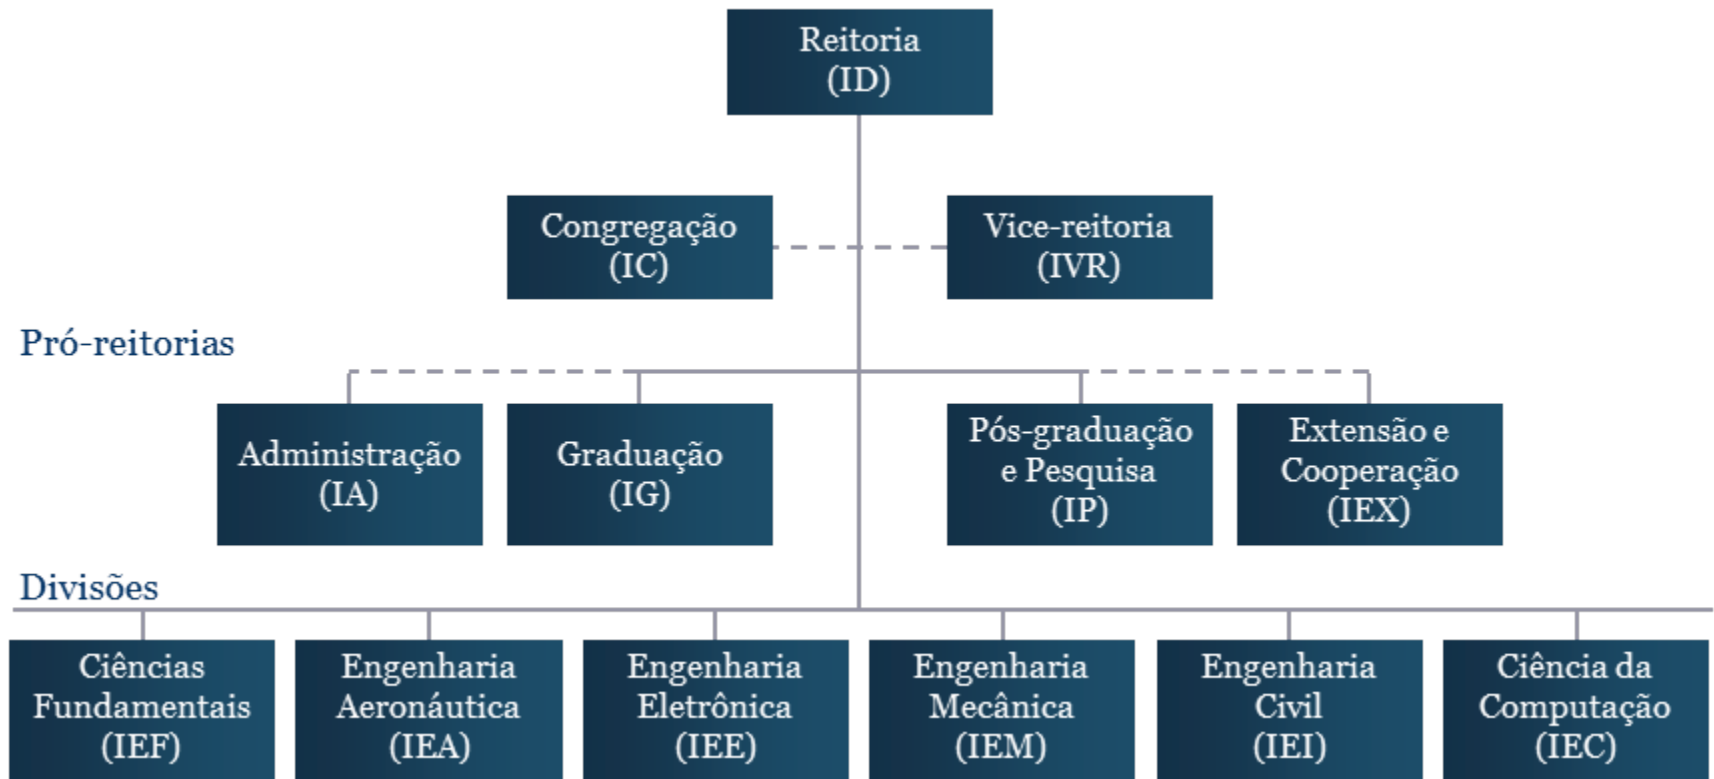 Reitoria
(ID)
Congregação
(IC)
Vice-reitoria
(IVR)
Pró-reitorias
Administração
(IA)
Graduação
(IG)
Pós-graduação
e Pesquisa
(IP)
Extensão e
Cooperação
(IEX)
Divisões
Ciências
Fundamentais
(IEF)
Engenharia
Aeronáutica
(IEA)
Engenharia
Eletrônica
(IEE)
Engenharia
Mecânica
(IEM)
Engenharia
Civil
(IEI)
Ciência da
Computação
(IEC)